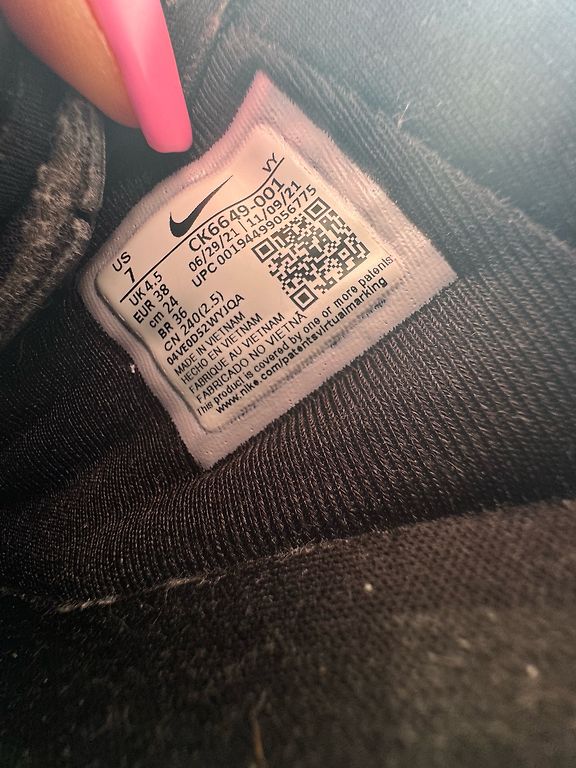 US
7
UK 4,5
EUR 38
cm 24
BR 36
CN 240(2.5)
VY
CK6649-001
06/29/21 | 11/09/21
UPC 00194499056775
04VE0D52WYJQA
MADE IN VIETNAM
HECHO EN VIETNAM
FABRIQUE AU VIETNAM
FABRICADO NO VIETNÃ
This product is covered by one or more patents
www.nike.com/patentsvirtualmarking